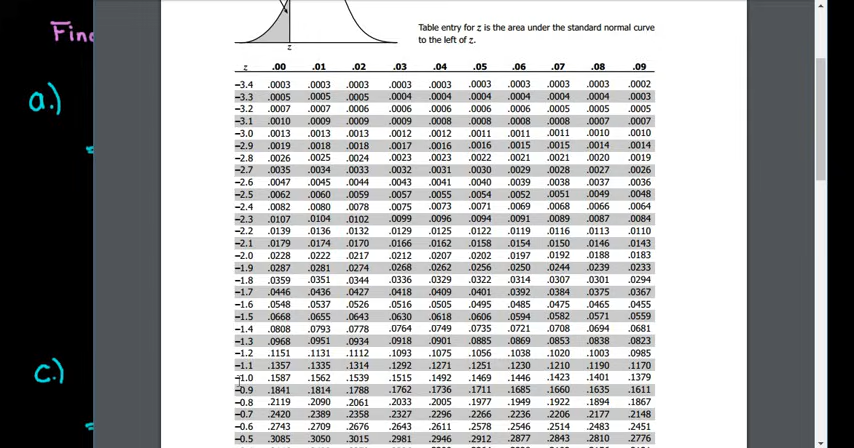 Find
a.)
c.)
z
Table entry for z is the area under the standard normal curve
to the left of z.
z .00 .01 .02 .03 .04 .05 .06 .07 .08 .09
−3.4 .0003 .0003 .0003 .0003 .0003 .0003 .0003 .0003 .0003 .0002
−3.3 .0005 .0005 .0005 .0004 .0004 .0004 .0004 .0004 .0004 .0003
−3.2 .0007 .0007 .0006 .0006 .0006 .0006 .0006 .0005 .0005 .0005
−3.1 .0010 .0009 .0009 .0009 .0008 .0008 .0008 .0008 .0007 .0007
−3.0 .0013 .0013 .0013 .0012 .0012 .0011 .0011 .0011 .0010 .0010
−2.9 .0019 .0018 .0018 .0017 .0016 .0016 .0015 .0015 .0014 .0014
−2.8 .0026 .0025 .0024 .0023 .0023 .0022 .0021 .0021 .0020 .0019
−2.7 .0035 .0034 .0033 .0032 .0031 .0030 .0029 .0028 .0027 .0026
−2.6 .0047 .0045 .0044 .0043 .0041 .0040 .0039 .0038 .0037 .0036
−2.5 .0062 .0060 .0059 .0057 .0055 .0054 .0052 .0051 .0049 .0048
−2.4 .0082 .0080 .0078 .0075 .0073 .0071 .0069 .0068 .0066 .0064
−2.3 .0107 .0104 .0102 .0099 .0096 .0094 .0091 .0089 .0087 .0084
−2.2 .0139 .0136 .0132 .0129 .0125 .0122 .0119 .0116 .0113 .0110
−2.1 .0179 .0174 .0170 .0166 .0162 .0158 .0154 .0150 .0146 .0143
−2.0 .0228 .0222 .0217 .0212 .0207 .0202 .0197 .0192 .0188 .0183
−1.9 .0287 .0281 .0274 .0268 .0262 .0256 .0250 .0244 .0239 .0233
−1.8 .0359 .0351 .0344 .0336 .0329 .0322 .0314 .0307 .0301 .0294
−1.7 .0446 .0436 .0427 .0418 .0409 .0401 .0392 .0384 .0375 .0367
−1.6 .0548 .0537 .0526 .0516 .0505 .0495 .0485 .0475 .0465 .0455
−1.5 .0668 .0655 .0643 .0630 .0618 .0606 .0594 .0582 .0571 .0559
−1.4 .0808 .0793 .0778 .0764 .0749 .0735 .0721 .0708 .0694 .0681
−1.3 .0968 .0951 .0934 .0918 .0901 .0885 .0869 .0853 .0838 .0823
−1.2 .1151 .1131 .1112 .1093 .1075 .1056 .1038 .1020 .1003 .0985
−1.1 .1357 .1335 .1314 .1292 .1271 .1251 .1230 .1210 .1190 .1170
−1.0 .1587 .1562 .1539 .1515 .1492 .1469 .1446 .1423 .1401 .1379
−0.9 .1841 .1814 .1788 .1762 .1736 .1711 .1685 .1660 .1635 .1611
−0.8 .2119 .2090 .2061 .2033 .2005 .1977 .1949 .1922 .1894 .1867
−0.7 .2420 .2389 .2358 .2327 .2296 .2266 .2236 .2206 .2177 .2148
−0.6 .2743 .2709 .2676 .2643 .2611 .2578 .2546 .2514 .2483 .2451
−0.5 .3085 .3050 .3015 .2981 .2946 .2912 .2877 .2843 .2810 .2776